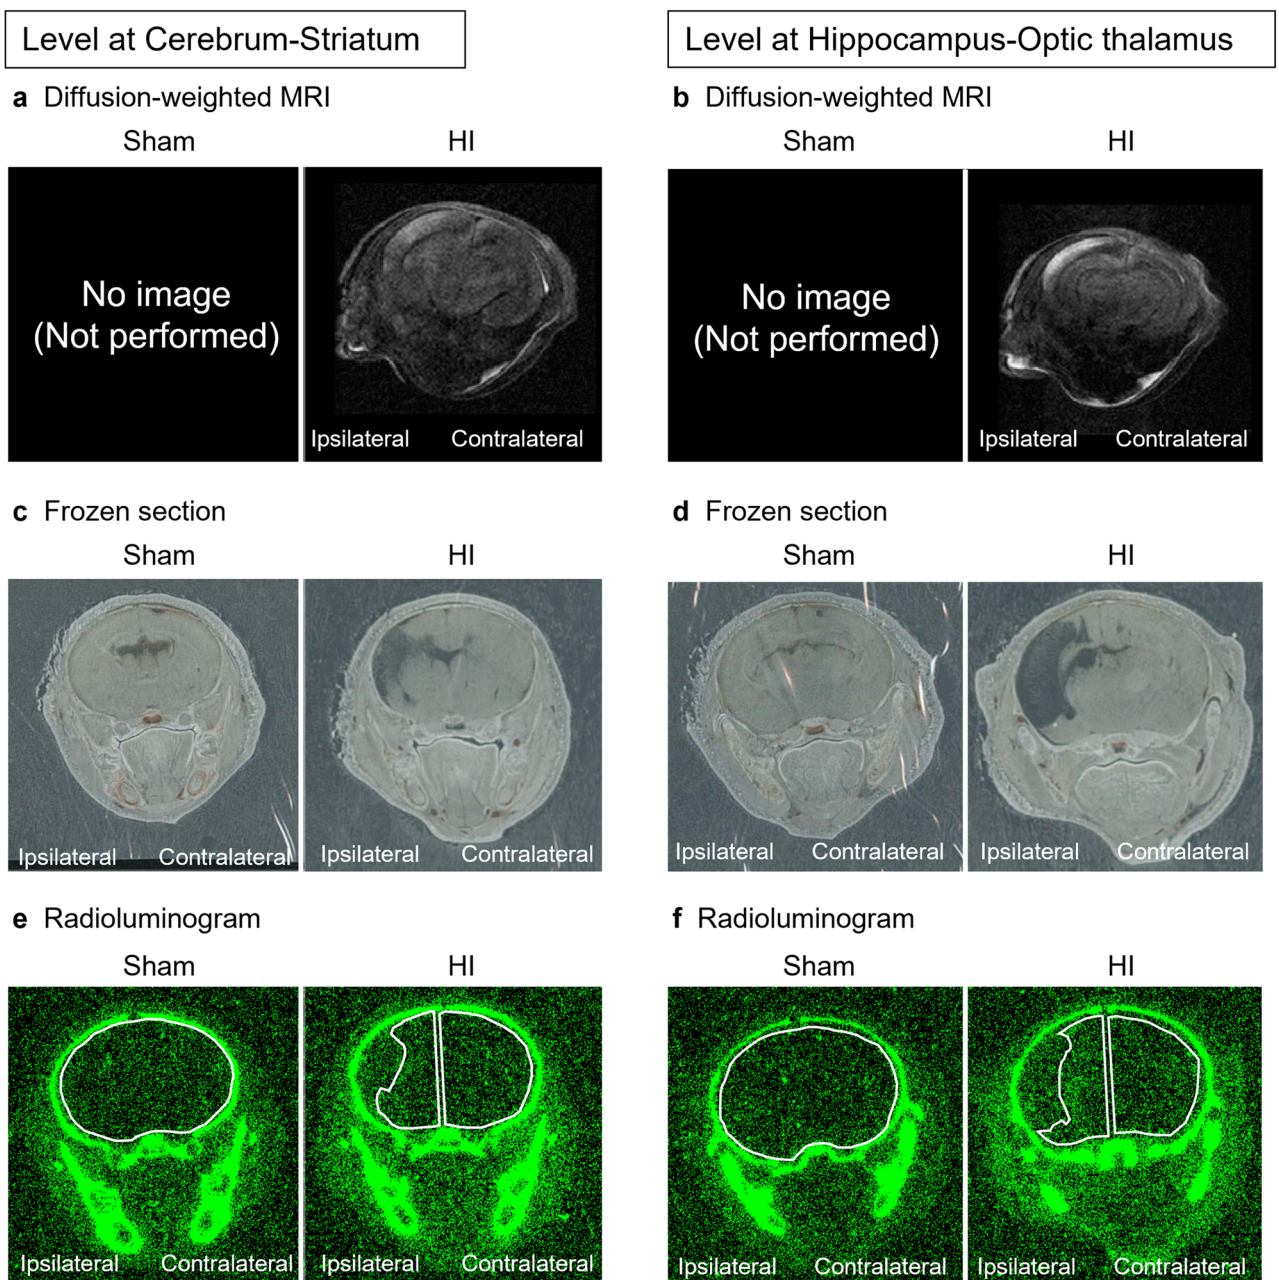 Level at Cerebrum-Striatum
Level at Hippocampus-Optic thalamus
a Diffusion-weighted MRI
b Diffusion-weighted MRI
Sham
HI
Sham
HI
No image
(Not performed)
Ipsilateral
Contralateral
No image
(Not performed)
Ipsilateral
Contralateral
c Frozen section
d Frozen section
Sham
HI
Sham
HI
Ipsilateral
Contralateral
Ipsilateral
Contralateral
Ipsilateral
Contralateral
Ipsilateral
Contralateral
e Radioluminogram
f Radioluminogram
Sham
HI
Sham
HI
Ipsilateral
Contralateral
Ipsilateral
Contralateral
Ipsilateral
Contralateral
Ipsilateral
Contralateral